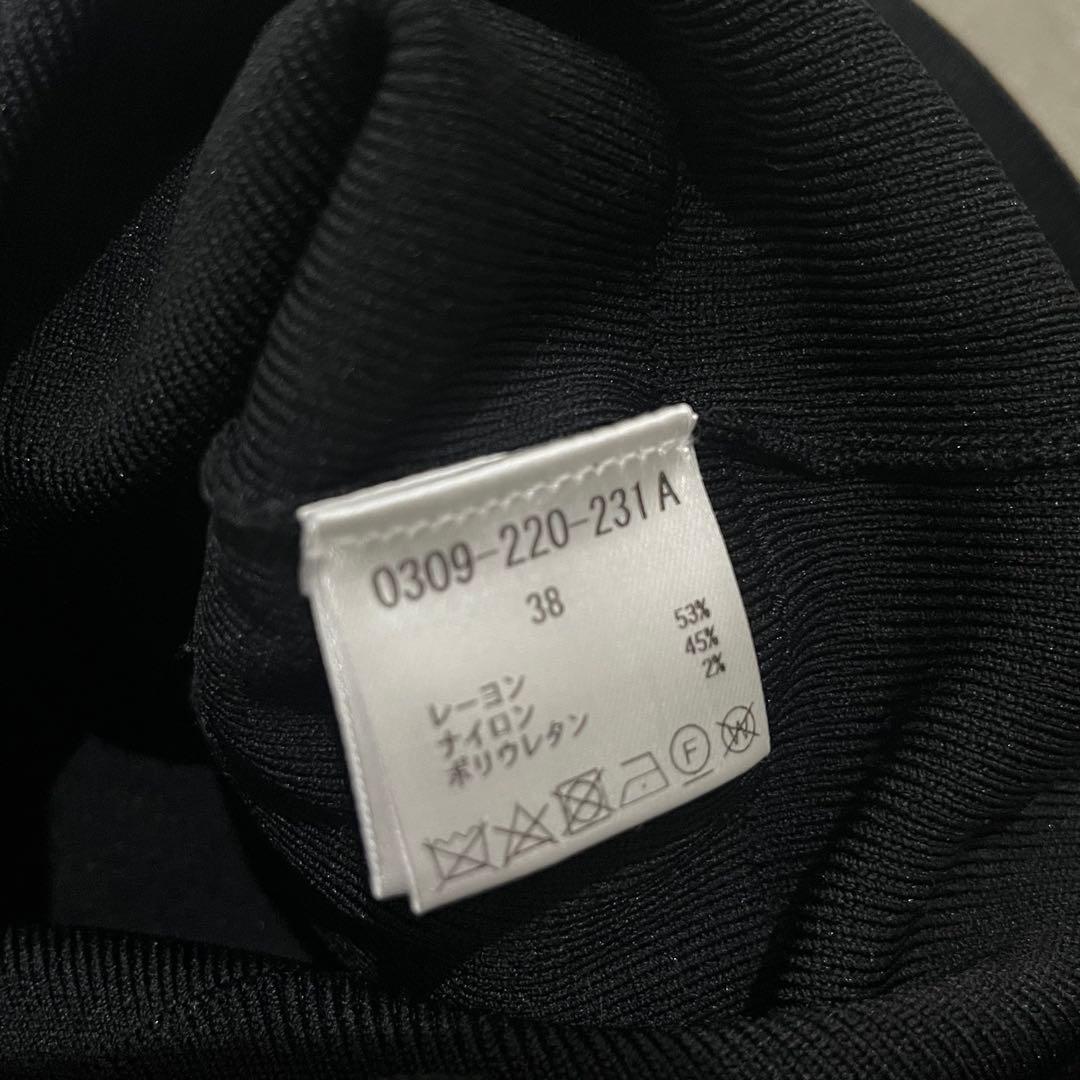 0309-220-231A
38
レーヨン 53%
ナイロン 45%
ポリウレタン 2%
F W